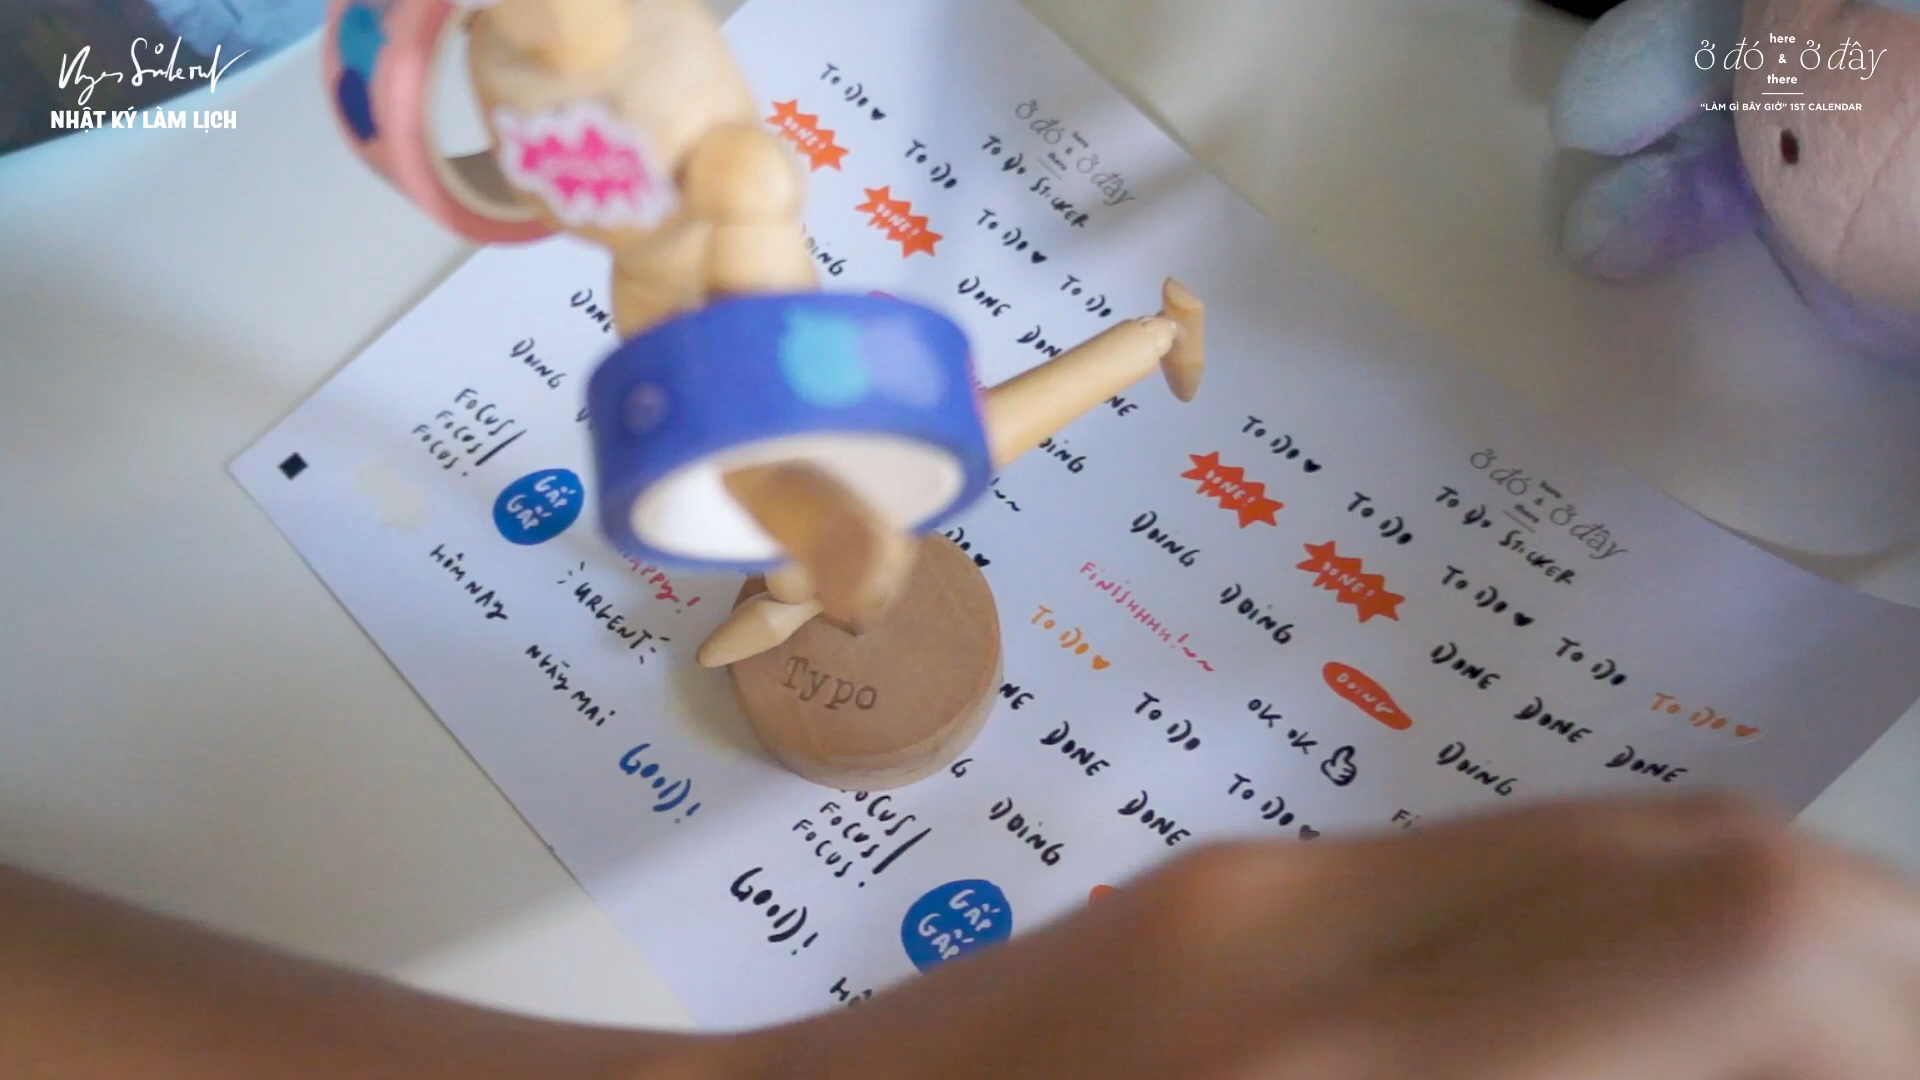 NHẬT KÝ LÀM LỊCH
ở đó here & there ở đây
“LÀM GÌ BÂY GIỜ” 1ST CALENDAR
ở đó here & there ở đây
TO DO STICKER
TO DO
DONE!
TO DO
DONE!
TO DO
TO DO
DOING
DONE
DONE
DOING
FOCUS
FOCUS
FOCUS!
GẤP
GẤP
HÔM NAY
URGENT
NGÀY MAI
GOOD!
Typo
ở đó here & there ở đây
TO DO STICKER
TO DO
DONE!
TO DO
DONE!
TO DO
TO DO
TO DO
DOING
DOING
DONE
DONE
DONE
FINISHHHH!~~
DOING
DOING
TO DO
OK OK
TO DO
TO DO
DONE
DONE
DOING
FOCUS
FOCUS
FOCUS!
GOOD!
GẤP
GẤP